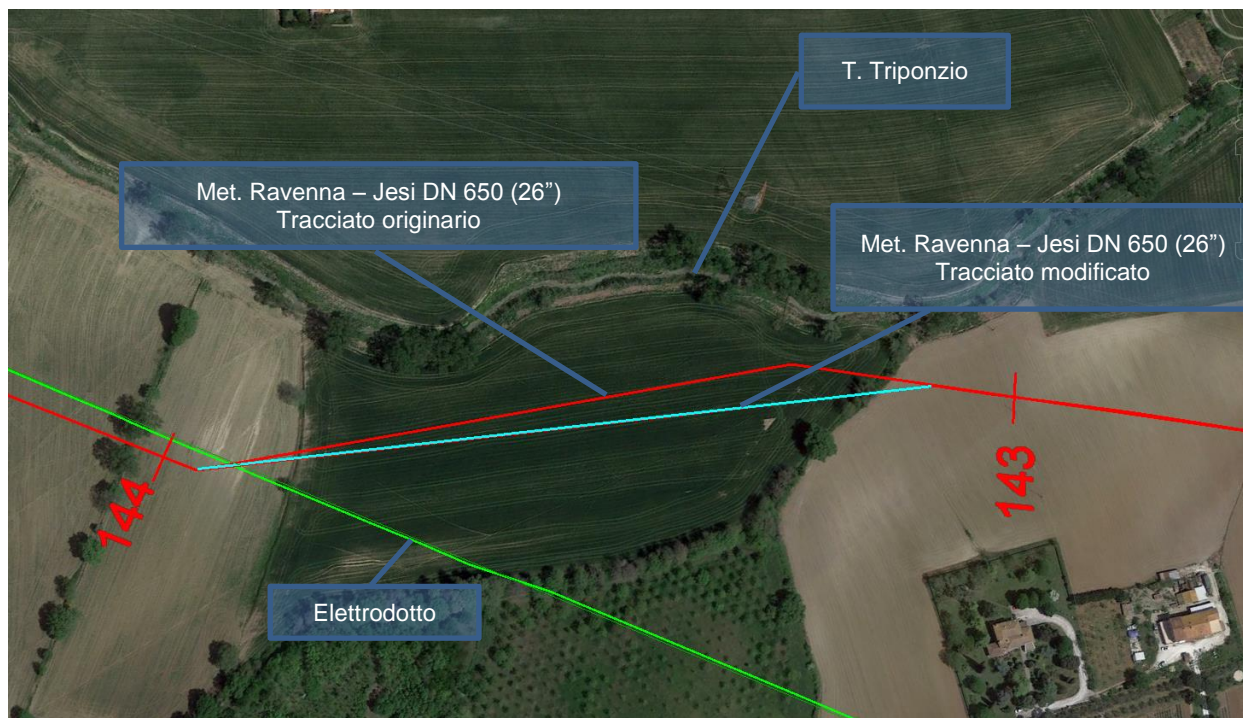 T. Triponzio
Met. Ravenna – Jesi DN 650 (26”)
Tracciato originario
Met. Ravenna – Jesi DN 650 (26”)
Tracciato modificato
144
143
Elettrodotto